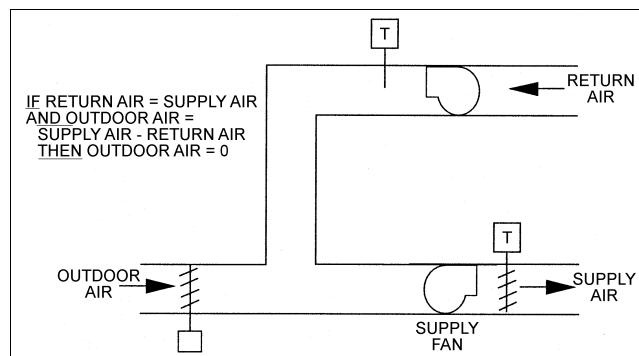 T
RETURN
AIR
IF RETURN AIR = SUPPLY AIR
AND OUTDOOR AIR =
SUPPLY AIR - RETURN AIR
THEN OUTDOOR AIR = 0
T
OUTDOOR
AIR
SUPPLY
AIR
SUPPLY
FAN